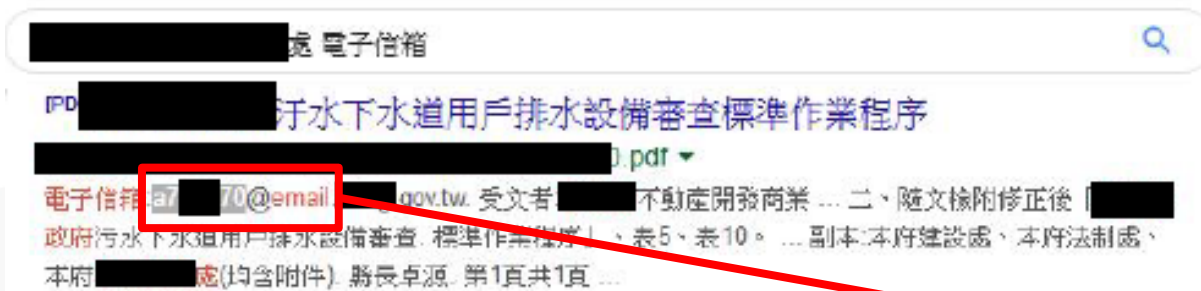 處 電子信箱
[PD 汙水下水道用戶排水設備審查標準作業程序
0.pdf
電子信箱:a7 70@email. gov.tw. 受文者 不動產開發商業 ... 二、隨文檢附修正後「
政府污水下水道用戶排水設備審查. 標準作業程序」、表5、表10。 ... 副本:本府建設處、本府法制處、
本府 處(均含附件). 縣長卓源. 第1頁共1頁 ...